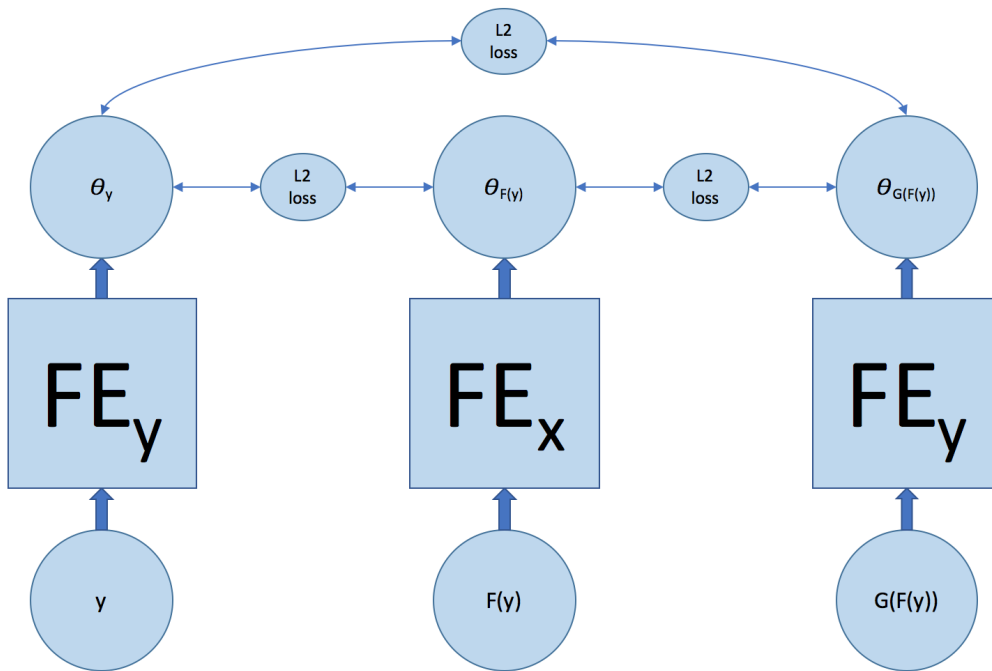 L2
loss
θy
L2
loss
θF(y)
L2
loss
θG(F(y))
FEy
FEx
FEy
y
F(y)
G(F(y))